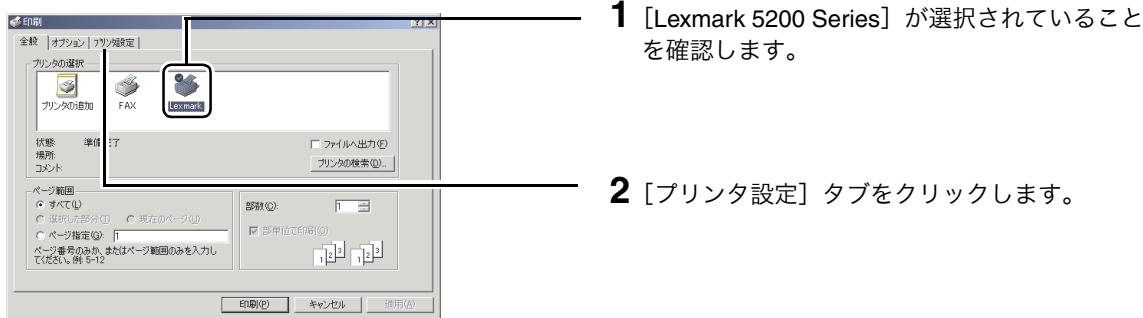 印刷
全般 オプション プリンタ設定
プリンタの選択
プリンタの追加 FAX Lexmark
状態: 準備完了
場所:
コメント:
ファイルへ出力(F)
プリンタの検索(D)...
ページ範囲
すべて(L)
選択した部分(T) 現在のページ(U)
ページ指定(G): 1
ページ番号のみか、またはページ範囲のみを入力し
てください。例: 5-12
部数(C): 1
部単位で印刷(O)
1 2 3 1 2 3
印刷(P) キャンセル 適用(A)
1 [Lexmark 5200 Series] が選択されていること
を確認します。
2 [プリンタ設定] タブをクリックします。